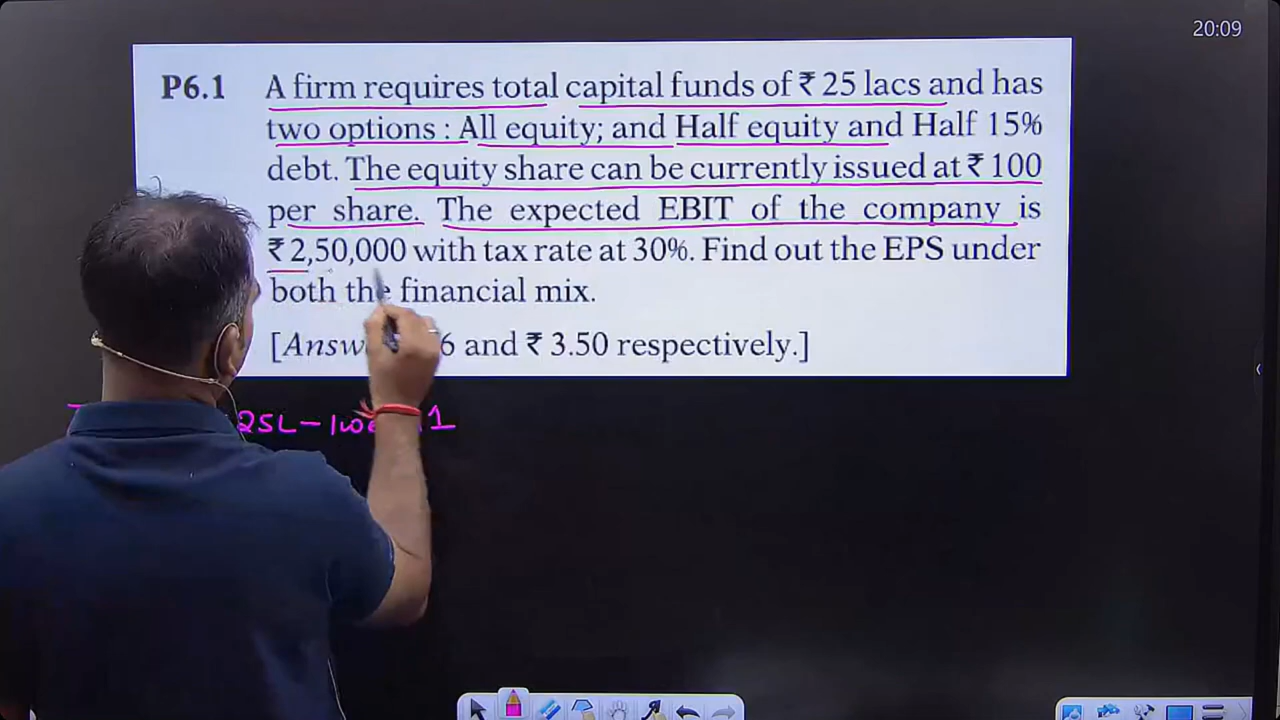 20:09
P6.1 A firm requires total capital funds of ₹ 25 lacs and has
two options : All equity; and Half equity and Half 15%
debt. The equity share can be currently issued at ₹ 100
per share. The expected EBIT of the company is
₹ 2,50,000 with tax rate at 30%. Find out the EPS under
both the financial mix.
6 and ₹ 3.50 respectively.]
25L - 1